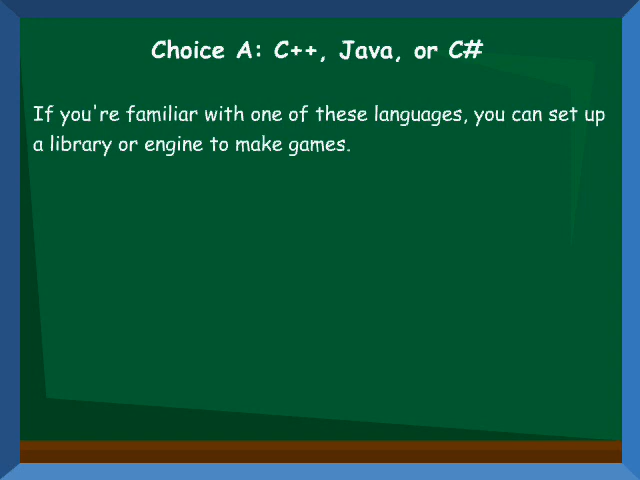 Choice A: C++, Java, or C#
If you're familiar with one of these languages, you can set up
a library or engine to make games.